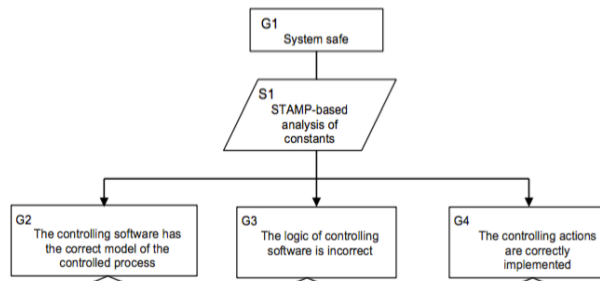 G1
System safe
S1
STAMP-based
analysis of
constants
G2
The controlling software has
the correct model of the
controlled process
G3
The logic of controlling
software is incorrect
G4
The controlling actions
are correctly
implemented